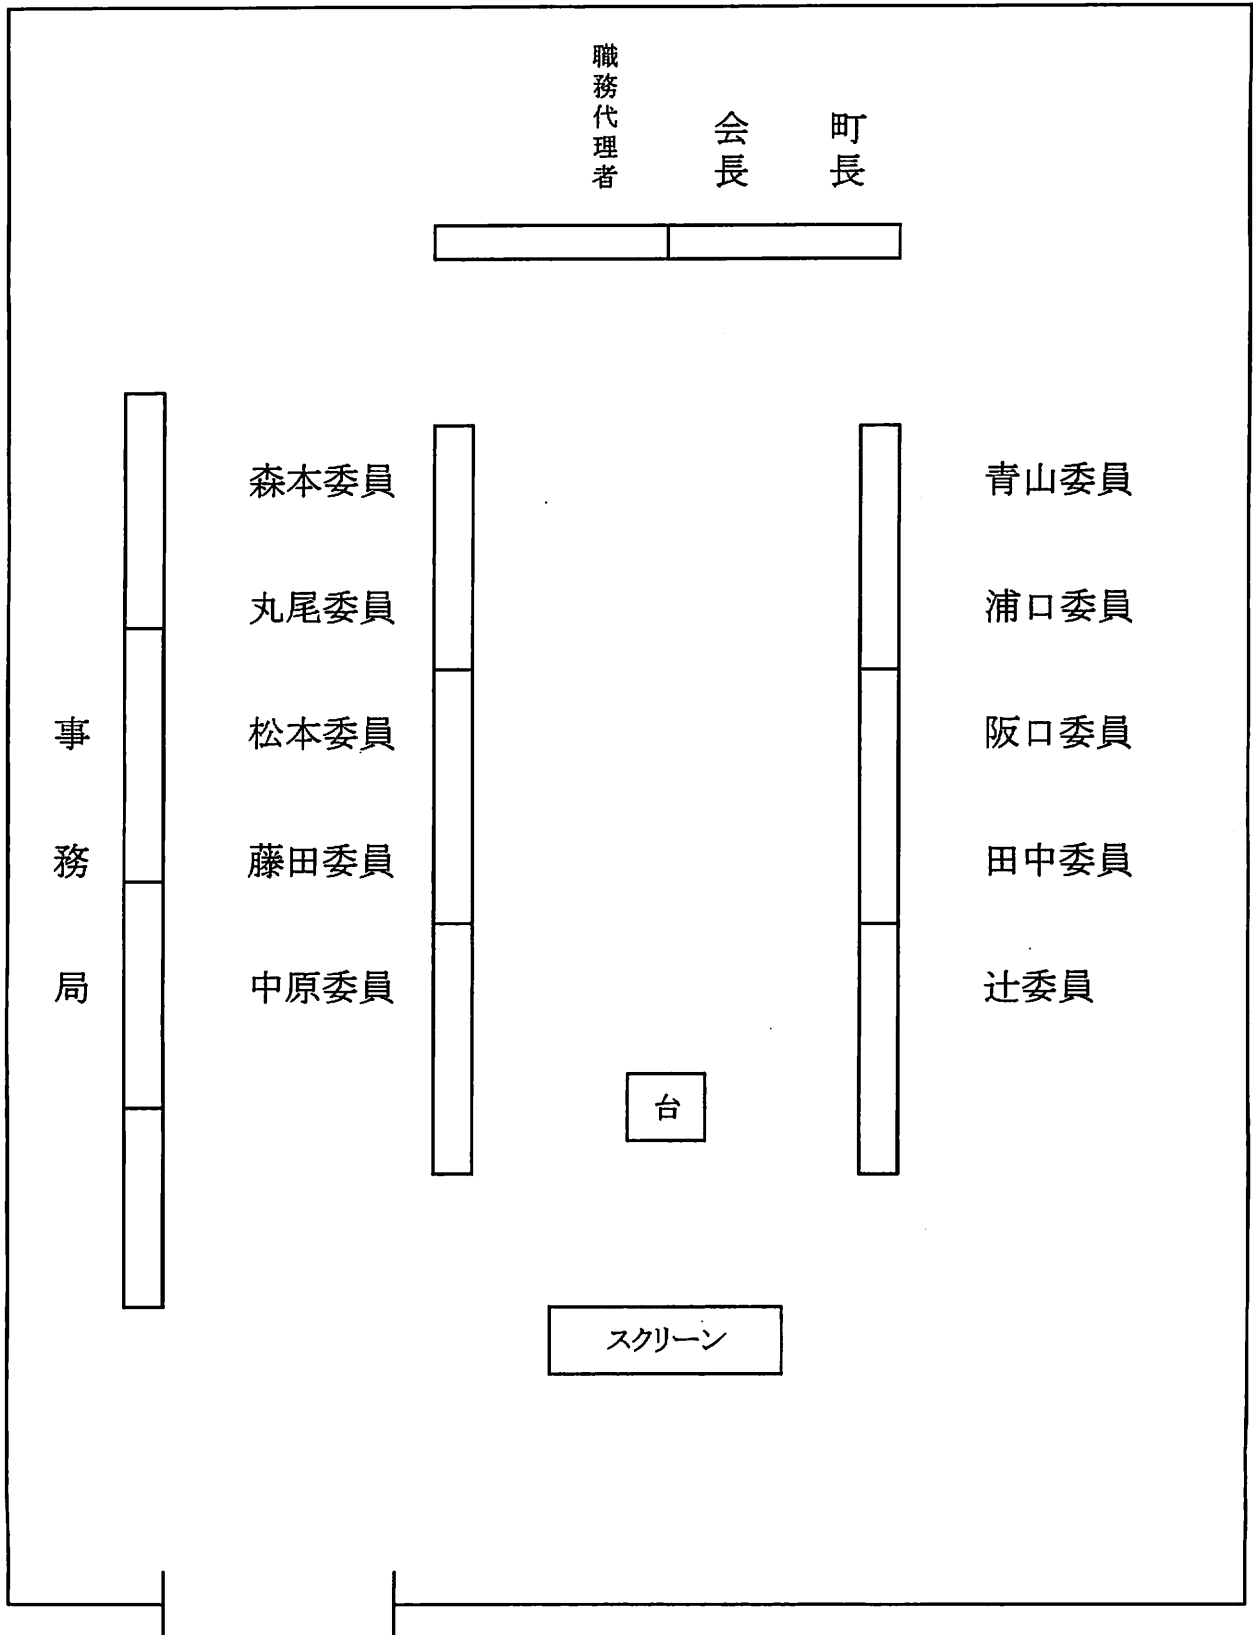 職務代理者
会長
町長
森本委員
青山委員
丸尾委員
浦口委員
事務局
松本委員
阪口委員
藤田委員
田中委員
中原委員
辻委員
台
スクリーン